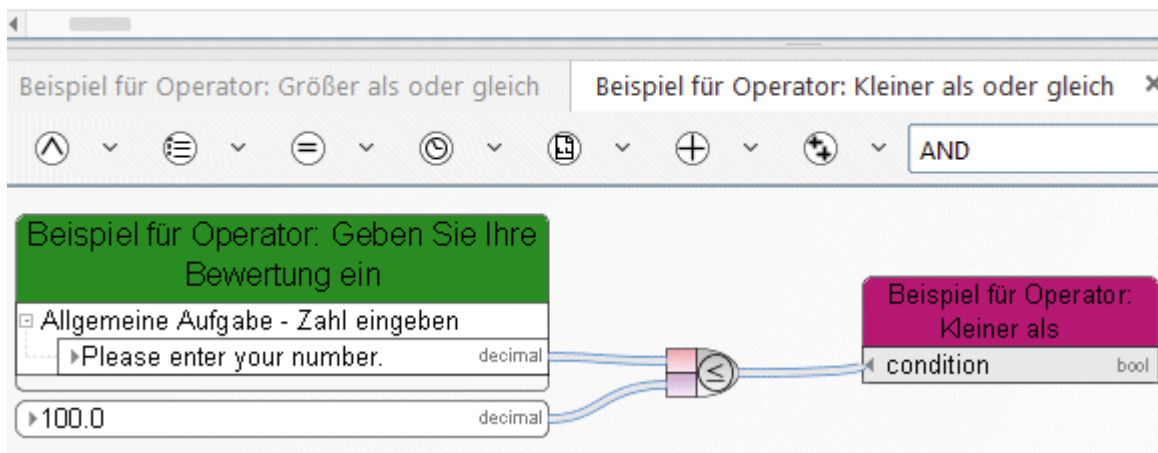 Beispiel für Operator: Größer als oder gleich
Beispiel für Operator: Kleiner als oder gleich
AND
Beispiel für Operator: Geben Sie Ihre
Bewertung ein
Allgemeine Aufgabe - Zahl eingeben
Please enter your number. decimal
100.0 decimal
≤
Beispiel für Operator:
Kleiner als
condition bool